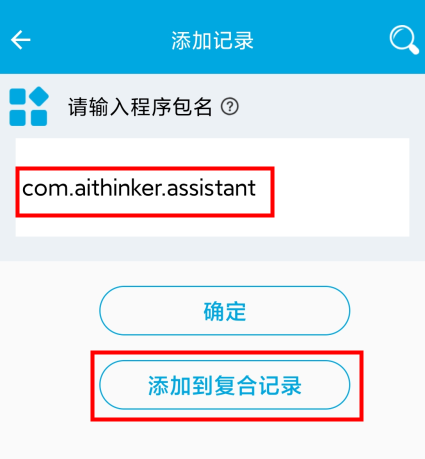 添加记录
请输入程序包名 ?
com.aithinker.assistant
确定
添加到复合记录